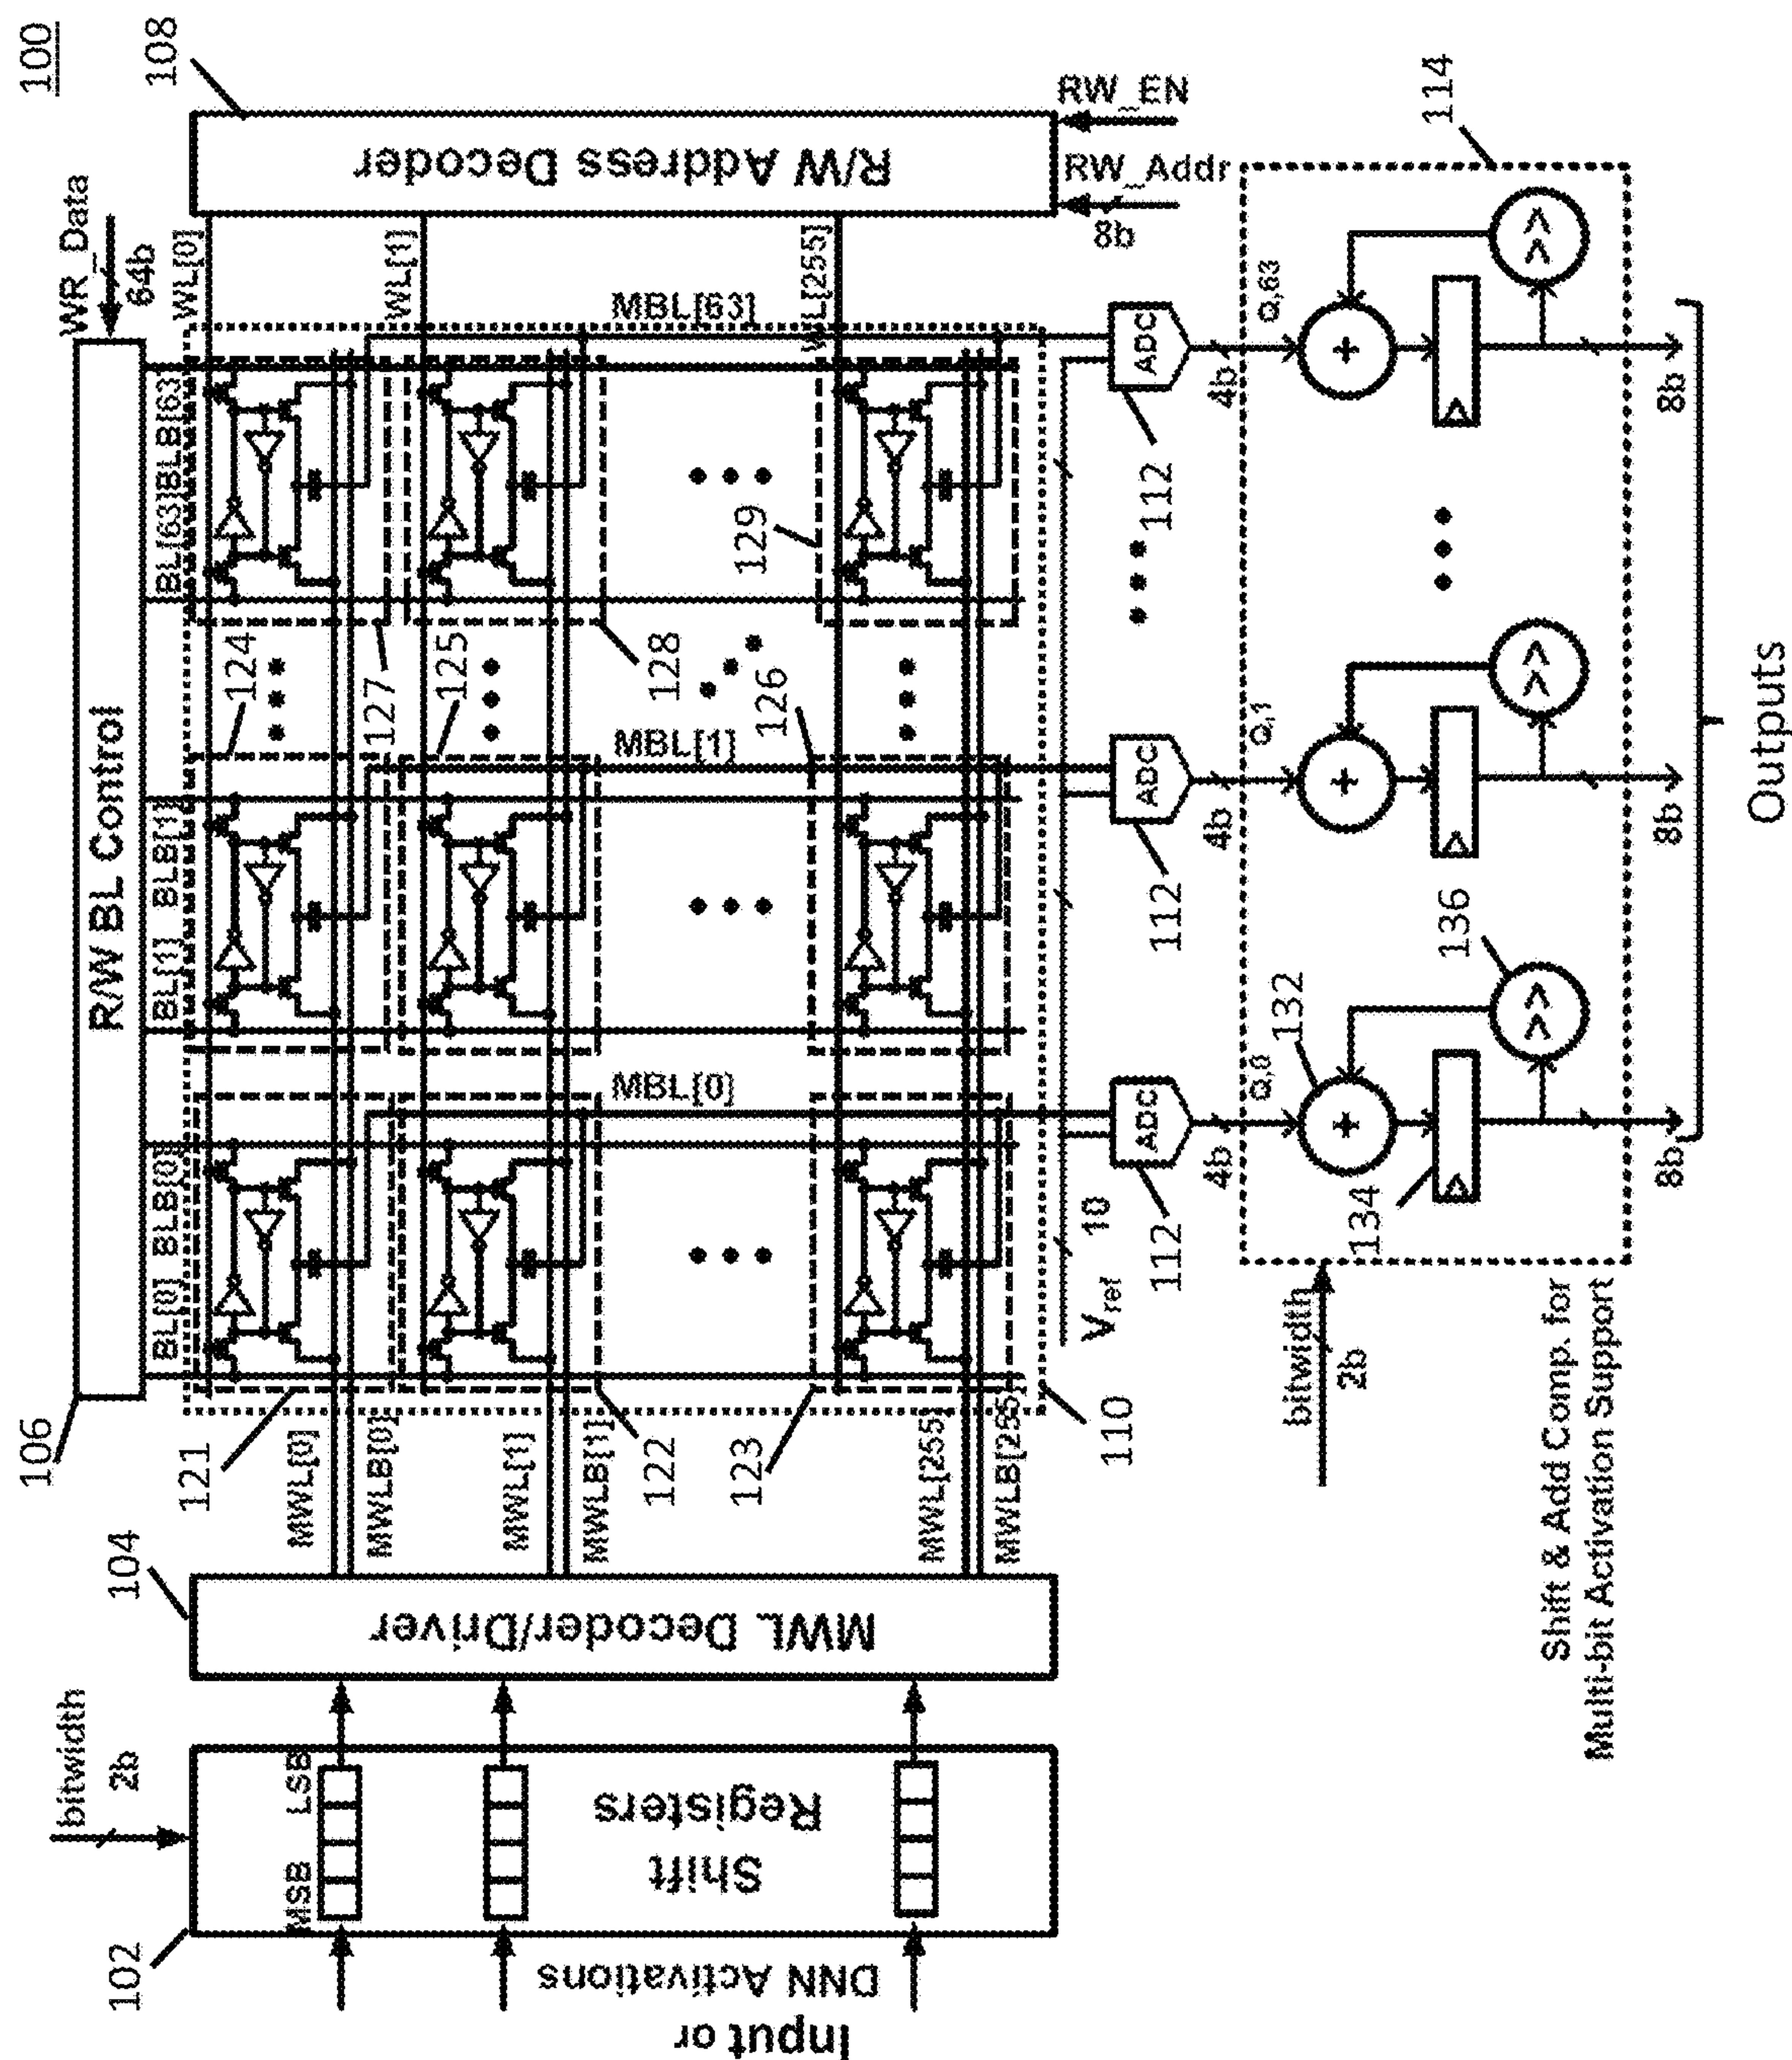 100
106
R/W BL Control
WR_Data
64b
108
R/W Address Decoder
RW_EN
RW_Addr
8b
BL[0] BLB[0]
BL[1] BLB[1]
BL[63] BLB[63]
WL[0]
WL[1]
WL[255]
MBL[0]
MBL[1]
MBL[63]
121
122
123
124
125
126
127
128
129
110
102
bitwidth
2b
MSB
LSB
Shift
Registers
Input or
DNN Activations
104
MWL Decoder/Driver
MWL[0]
MWLB[0]
MWL[1]
MWLB[1]
MWL[255]
MWLB[255]
Vref
10
ADC
ADC
ADC
112
112
112
4b
4b
4b
Q,0
Q,1
Q,63
114
+
+
+
132
134
136
>>
>>
>>
bitwidth
2b
8b
8b
8b
Shift & Add Comp. for
Multi-bit Activation Support
Outputs